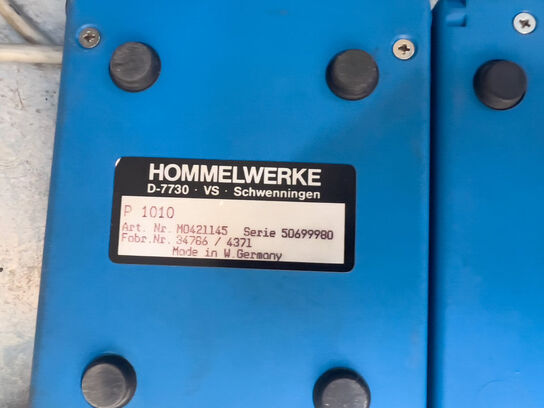 HOMMELWERKE
D-7730 · VS · Schwenningen
P 1010
Art. Nr. M0421145 Serie 50699980
Fabr.Nr. 34786 / 4371
Made in W.Germany